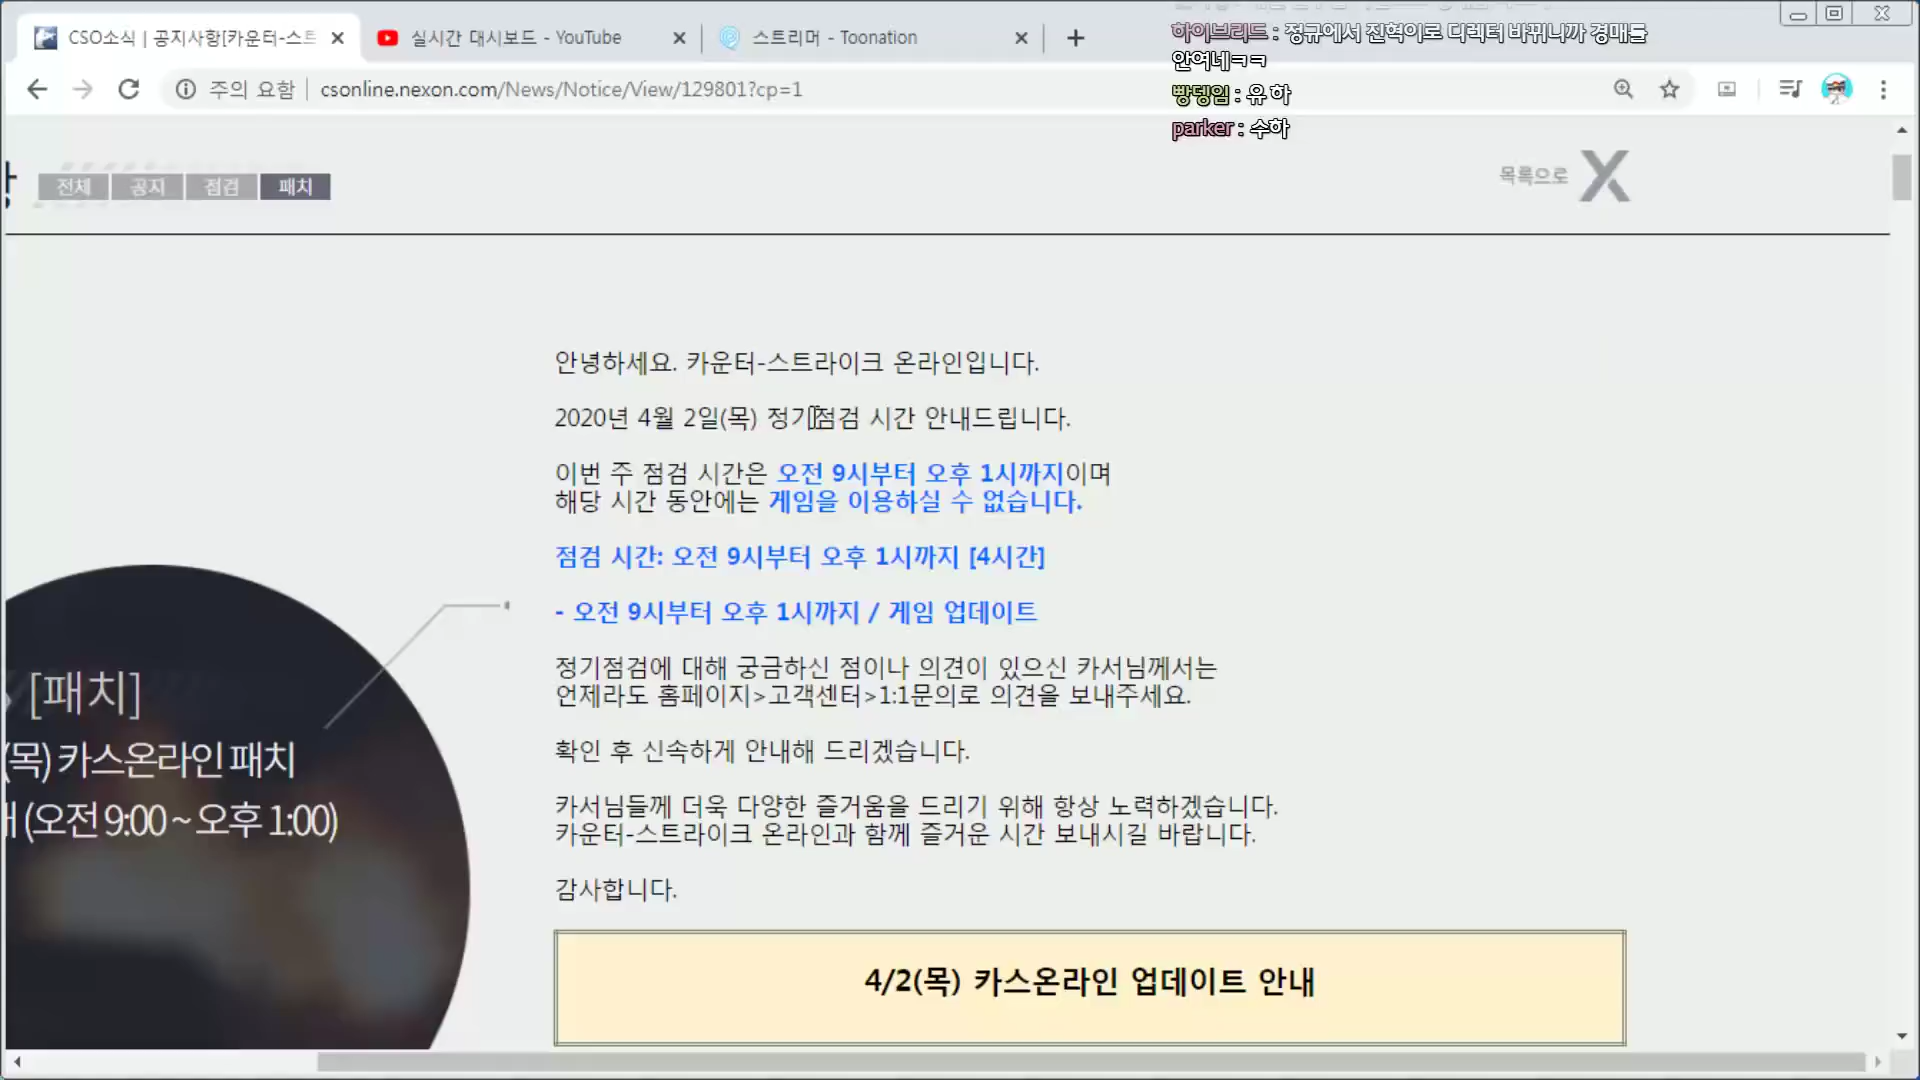 CSO소식 | 공지사항[카운터-스트
실시간 대시보드 - YouTube
스트리머 - Toonation
하이브리드 : 정규에서 진혁이로 디렉터 바뀌니까 경매들
안여네ㅋㅋ
빵뎅임 : 유 하
parker : 수하
주의 요함
csonline.nexon.com/News/Notice/View/129801?cp=1
전체 공지 점검 패치
목록으로
안녕하세요. 카운터-스트라이크 온라인입니다.
2020년 4월 2일(목) 정기점검 시간 안내드립니다.
이번 주 점검 시간은 오전 9시부터 오후 1시까지이며
해당 시간 동안에는 게임을 이용하실 수 없습니다.
점검 시간: 오전 9시부터 오후 1시까지 [4시간]
- 오전 9시부터 오후 1시까지 / 게임 업데이트
정기점검에 대해 궁금하신 점이나 의견이 있으신 카서님께서는
언제라도 홈페이지>고객센터>1:1문의로 의견을 보내주세요.
확인 후 신속하게 안내해 드리겠습니다.
카서님들께 더욱 다양한 즐거움을 드리기 위해 항상 노력하겠습니다.
카운터-스트라이크 온라인과 함께 즐거운 시간 보내시길 바랍니다.
감사합니다.
[패치]
(목) 카스온라인 패치
(오전 9:00 ~ 오후 1:00)
4/2(목) 카스온라인 업데이트 안내